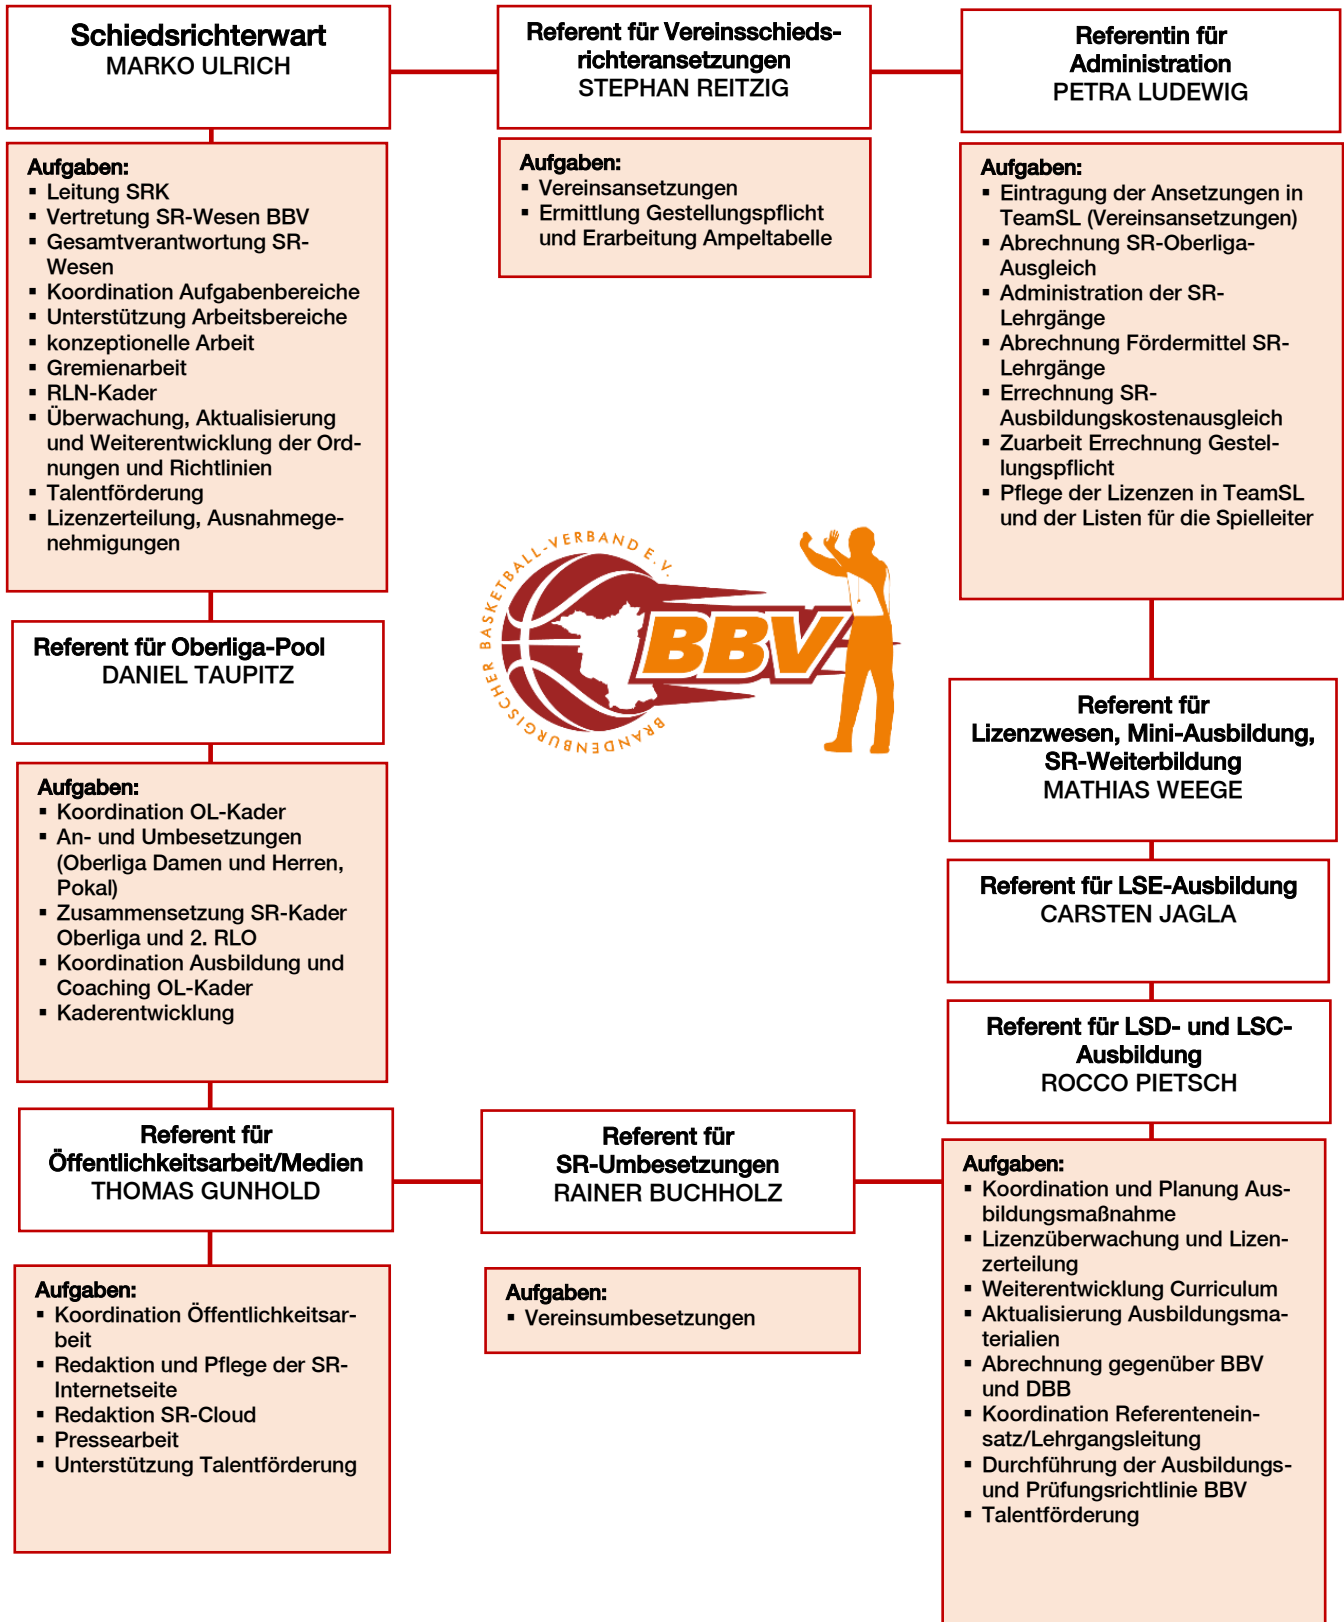 Schiedsrichterwart
MARKO ULRICH
Aufgaben:
▪ Leitung SRK
▪ Vertretung SR-Wesen BBV
▪ Gesamtverantwortung SR-
Wesen
▪ Koordination Aufgabenbereiche
▪ Unterstützung Arbeitsbereiche
▪ konzeptionelle Arbeit
▪ Gremienarbeit
▪ RLN-Kader
▪ Überwachung, Aktualisierung
und Weiterentwicklung der Ord-
nungen und Richtlinien
▪ Talentförderung
▪ Lizenzerteilung, Ausnahmege-
nehmigungen
Referent für Vereinsschieds-
richteransetzungen
STEPHAN REITZIG
Aufgaben:
▪ Vereinsansetzungen
▪ Ermittlung Gestellungspflicht
und Erarbeitung Ampeltabelle
Referentin für
Administration
PETRA LUDEWIG
Aufgaben:
▪ Eintragung der Ansetzungen in
TeamSL (Vereinsansetzungen)
▪ Abrechnung SR-Oberliga-
Ausgleich
▪ Administration der SR-
Lehrgänge
▪ Abrechnung Fördermittel SR-
Lehrgänge
▪ Errechnung SR-
Ausbildungskostenausgleich
▪ Zuarbeit Errechnung Gestel-
lungspflicht
▪ Pflege der Lizenzen in TeamSL
und der Listen für die Spielleiter
BRANDENBURGISCHER BASKETBALL-VERBAND E.V.
BBV
Referent für Oberliga-Pool
DANIEL TAUPITZ
Aufgaben:
▪ Koordination OL-Kader
▪ An- und Umbesetzungen
(Oberliga Damen und Herren,
Pokal)
▪ Zusammensetzung SR-Kader
Oberliga und 2. RLO
▪ Koordination Ausbildung und
Coaching OL-Kader
▪ Kaderentwicklung
Referent für
Lizenzwesen, Mini-Ausbildung,
SR-Weiterbildung
MATHIAS WEEGE
Referent für LSE-Ausbildung
CARSTEN JAGLA
Referent für LSD- und LSC-
Ausbildung
ROCCO PIETSCH
Aufgaben:
▪ Koordination und Planung Aus-
bildungsmaßnahme
▪ Lizenzüberwachung und Lizen-
zerteilung
▪ Weiterentwicklung Curriculum
▪ Aktualisierung Ausbildungsma-
terialien
▪ Abrechnung gegenüber BBV
und DBB
▪ Koordination Referentenein-
satz/Lehrgangsleitung
▪ Durchführung der Ausbildungs-
und Prüfungsrichtlinie BBV
▪ Talentförderung
Referent für
Öffentlichkeitsarbeit/Medien
THOMAS GUNHOLD
Aufgaben:
▪ Koordination Öffentlichkeitsar-
beit
▪ Redaktion und Pflege der SR-
Internetseite
▪ Redaktion SR-Cloud
▪ Pressearbeit
▪ Unterstützung Talentförderung
Referent für
SR-Umbesetzungen
RAINER BUCHHOLZ
Aufgaben:
▪ Vereinsumbesetzungen